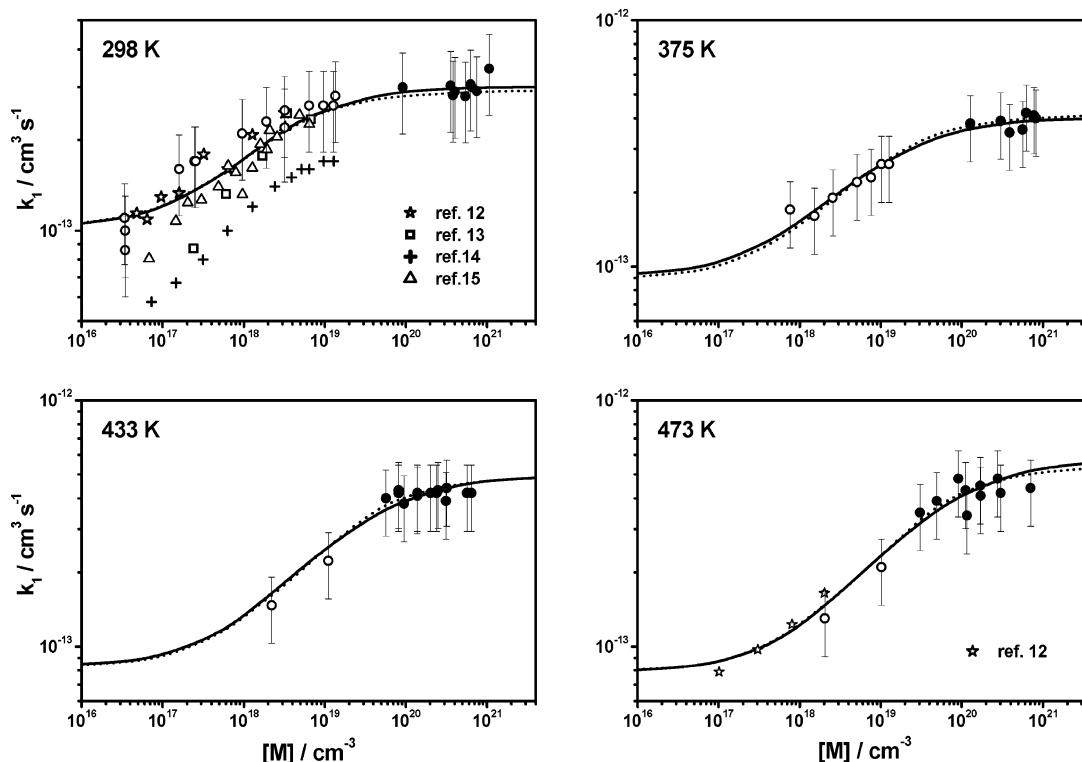 298 K
k₁ / cm³ s⁻¹
10⁻¹³
ref. 12
ref. 13
ref.14
ref.15
10¹⁶ 10¹⁷ 10¹⁸ 10¹⁹ 10²⁰ 10²¹
375 K
10⁻¹²
10⁻¹³
10¹⁶ 10¹⁷ 10¹⁸ 10¹⁹ 10²⁰ 10²¹
433 K
k₁ / cm³ s⁻¹
10⁻¹²
10⁻¹³
10¹⁶ 10¹⁷ 10¹⁸ 10¹⁹ 10²⁰ 10²¹
[M] / cm⁻³
473 K
10⁻¹²
10⁻¹³
ref. 12
10¹⁶ 10¹⁷ 10¹⁸ 10¹⁹ 10²⁰ 10²¹
[M] / cm⁻³